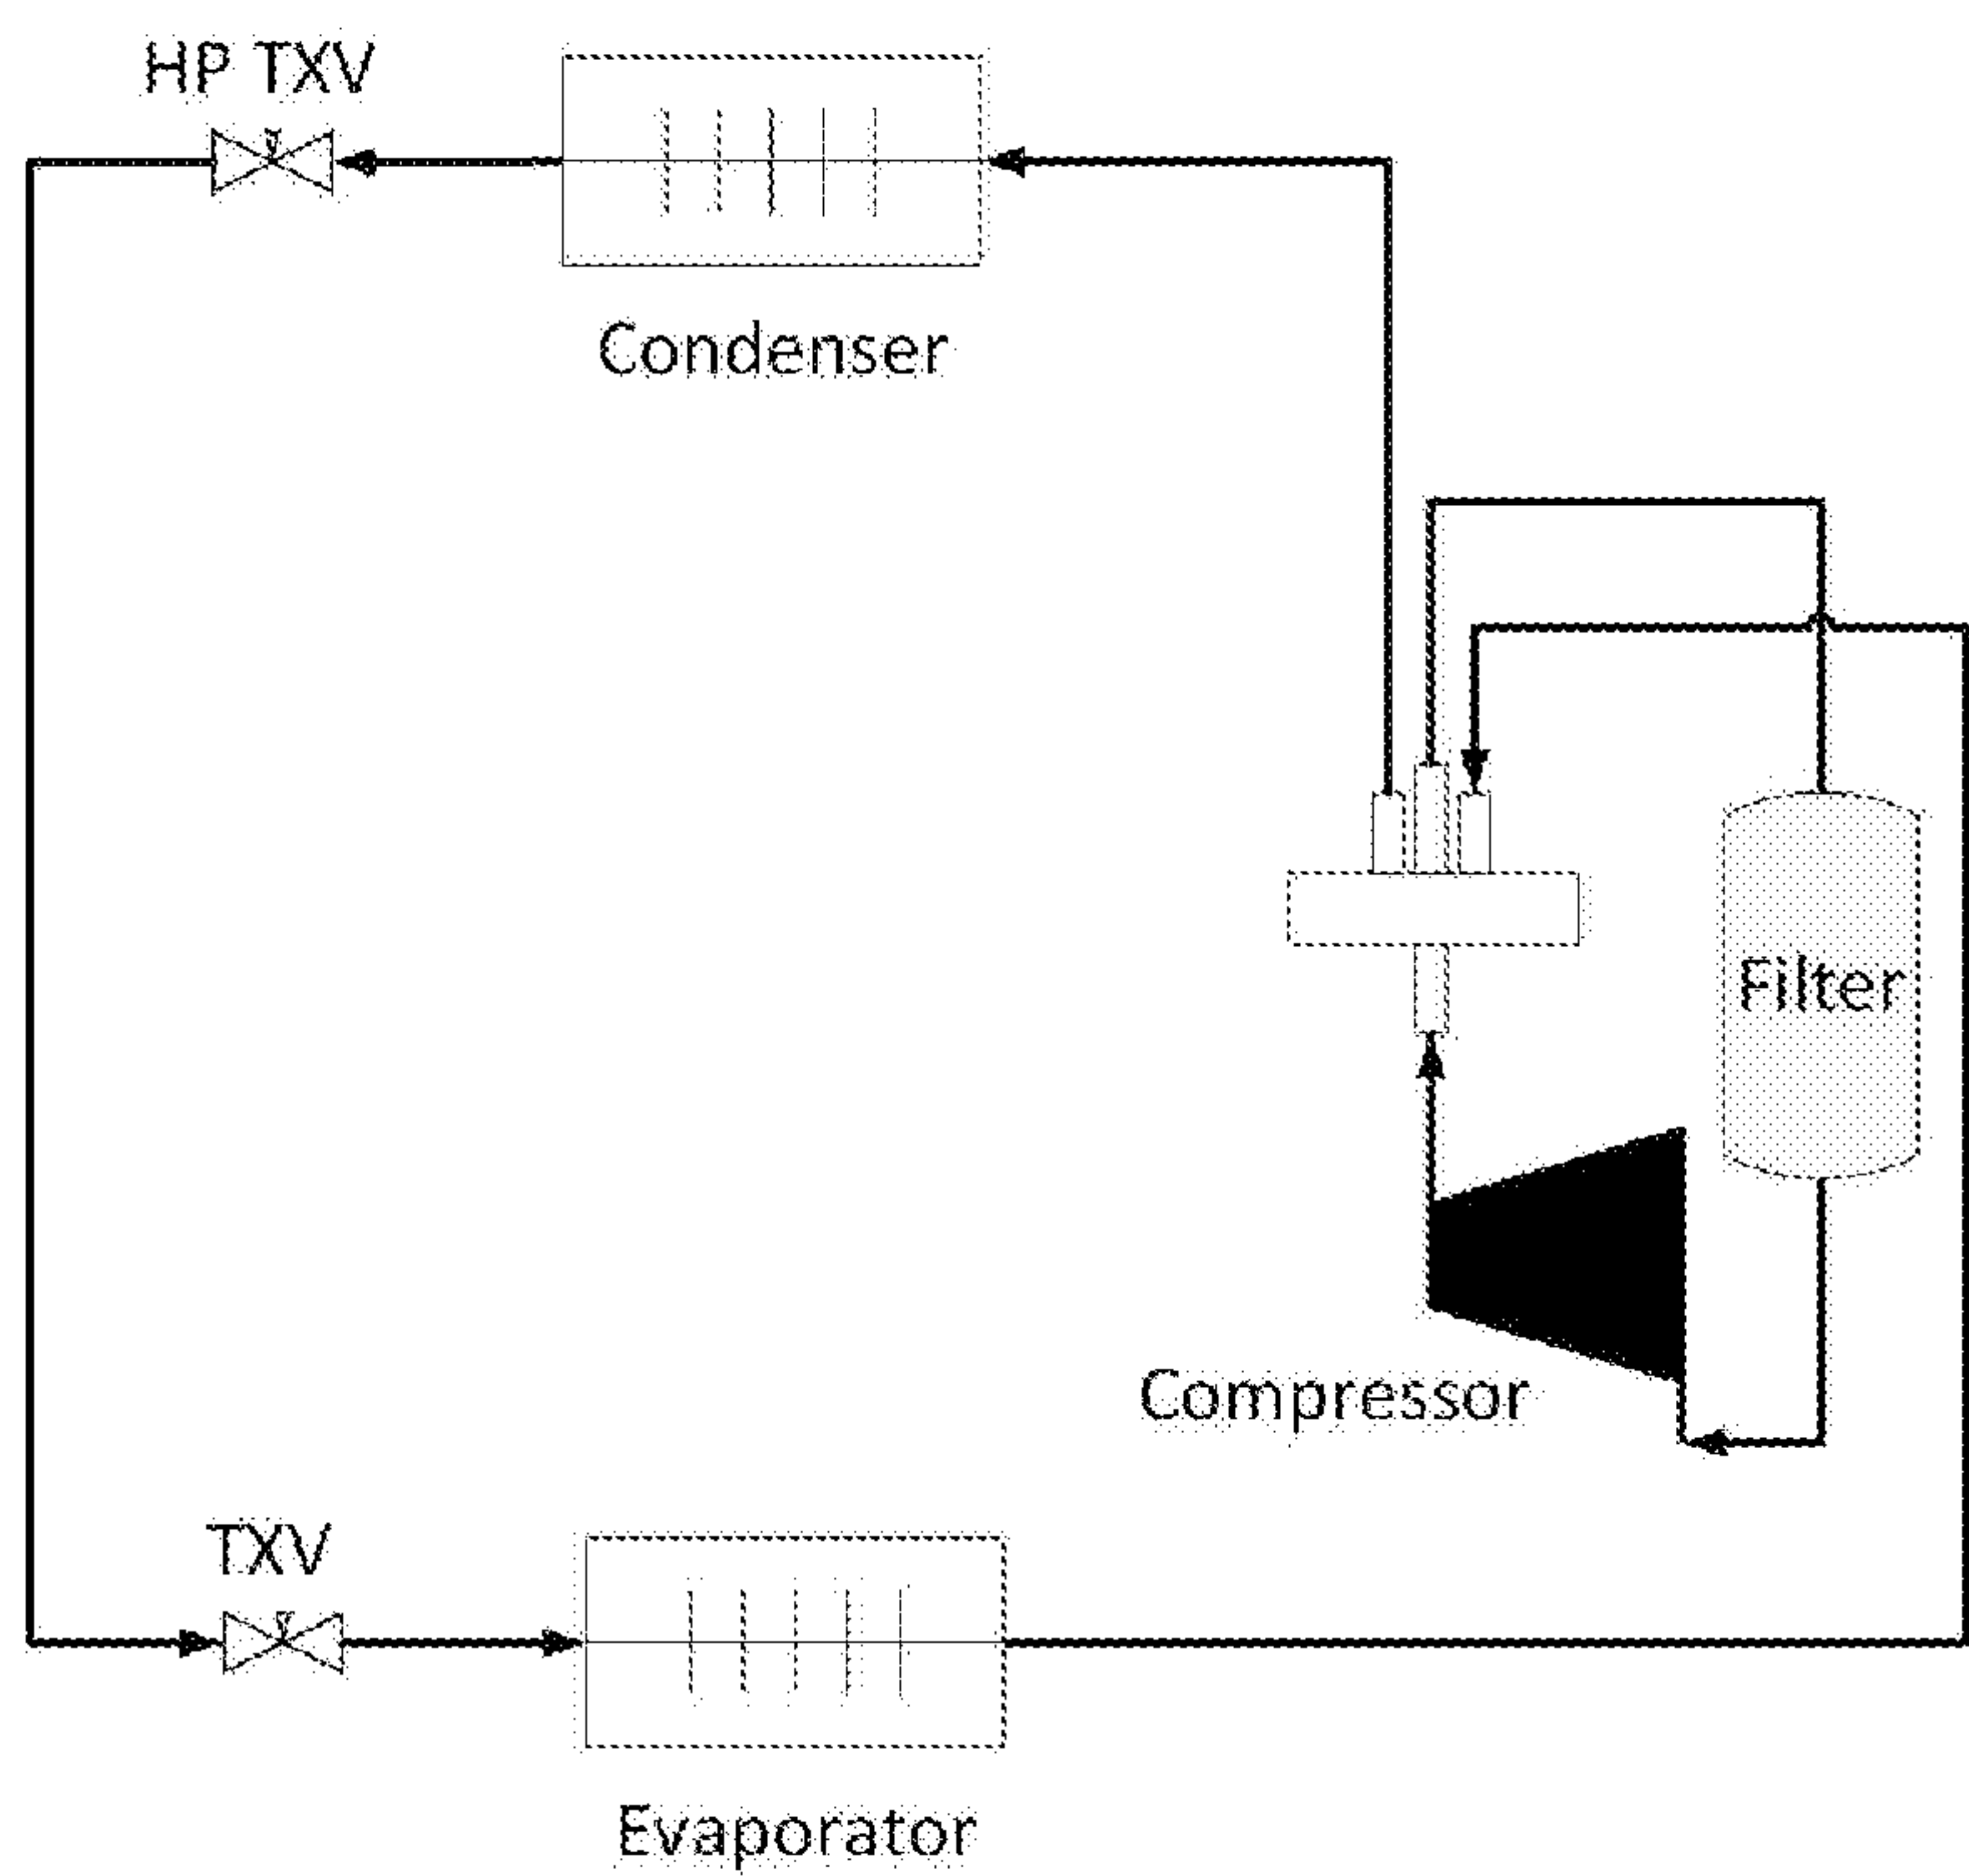 HP TXV
Condenser
Filter
Compressor
TXV
Evaporator